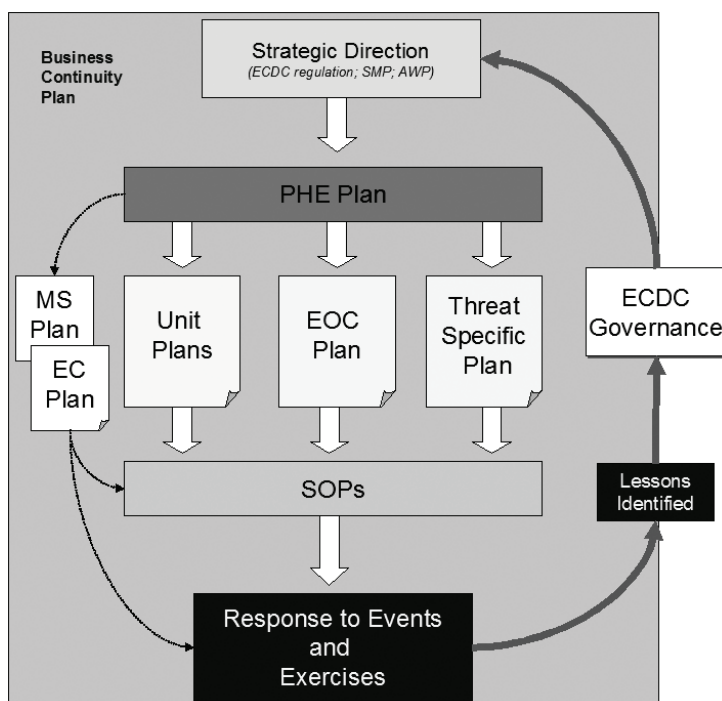 Business
Continuity
Plan
Strategic Direction
(ECDC regulation; SMP; AWP)
PHE Plan
MS
Plan
EC
Plan
Unit
Plans
EOC
Plan
Threat
Specific
Plan
ECDC
Governance
SOPs
Lessons
Identified
Response to Events
and
Exercises